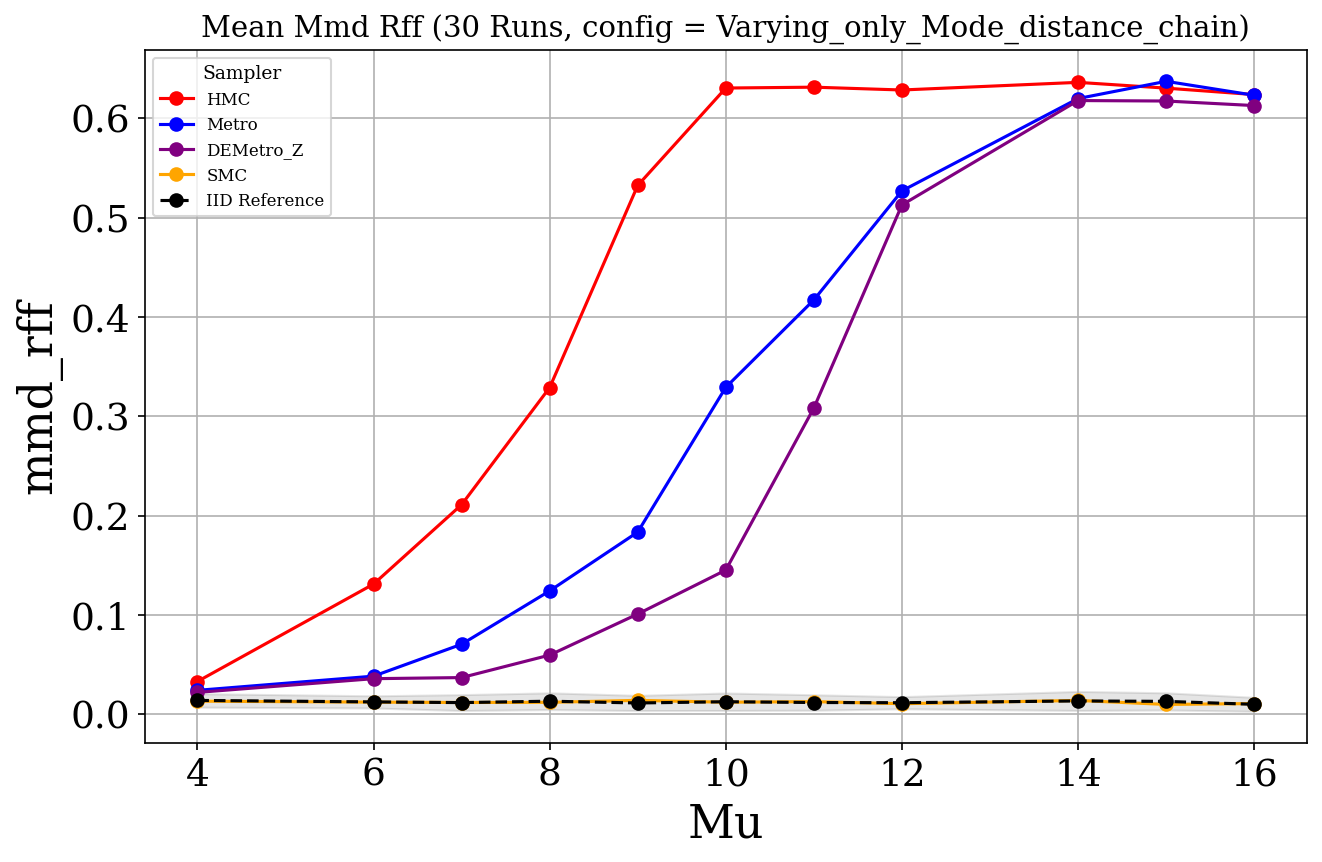 Mean Mmd Rff (30 Runs, config = Varying_only_Mode_distance_chain)
Sampler
HMC
Metro
DEMetro_Z
SMC
IID Reference
mmd_rff
0.6
0.5
0.4
0.3
0.2
0.1
0.0
4 6 8 10 12 14 16
Mu